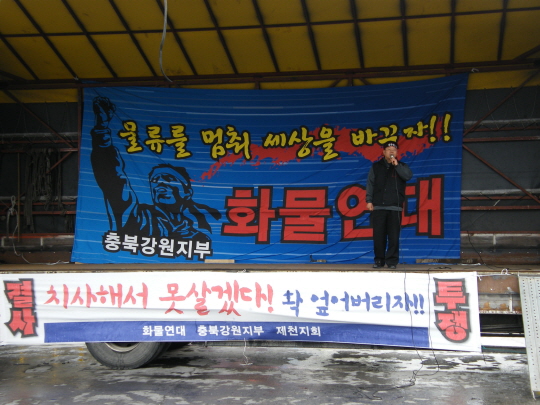 물류를 멈춰 세상을 바꾸자!!
화물연대
충북강원지부
결사 치사해서 못살겠다! 확 엎어버리자!! 투쟁
화물연대 충북강원지부 제천지회